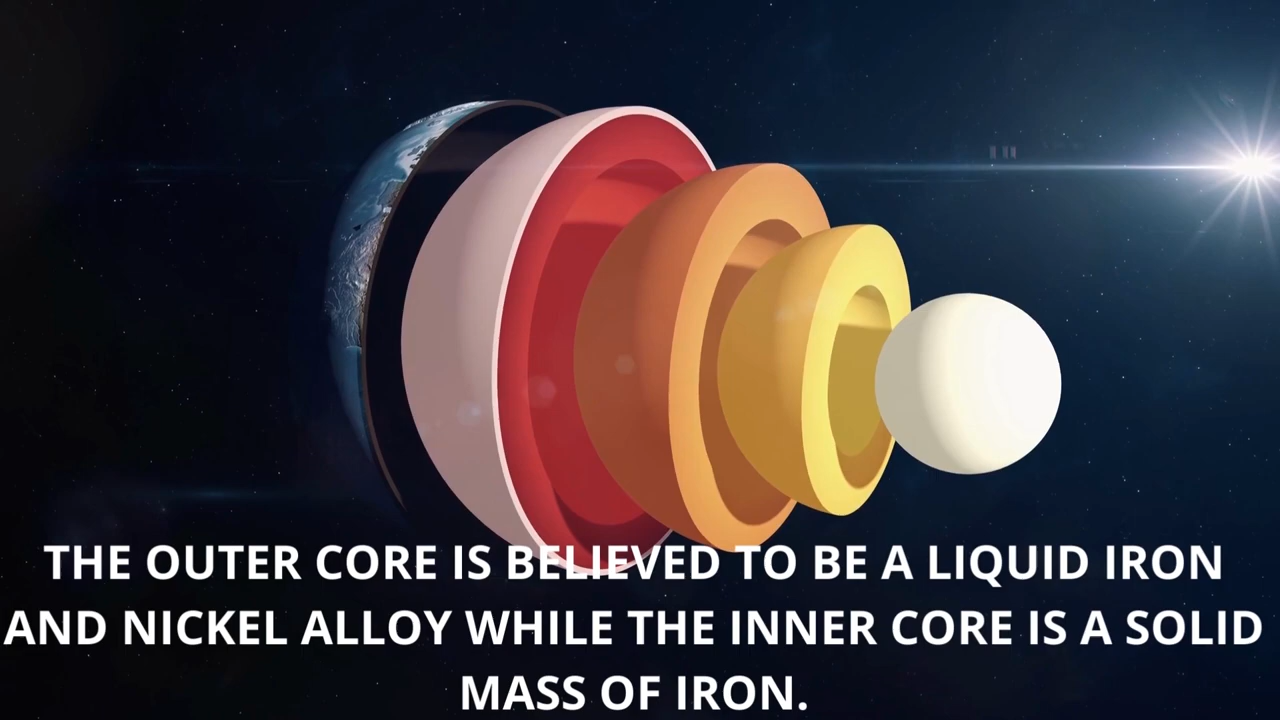 THE OUTER CORE IS BELIEVED TO BE A LIQUID IRON
AND NICKEL ALLOY WHILE THE INNER CORE IS A SOLID
MASS OF IRON.